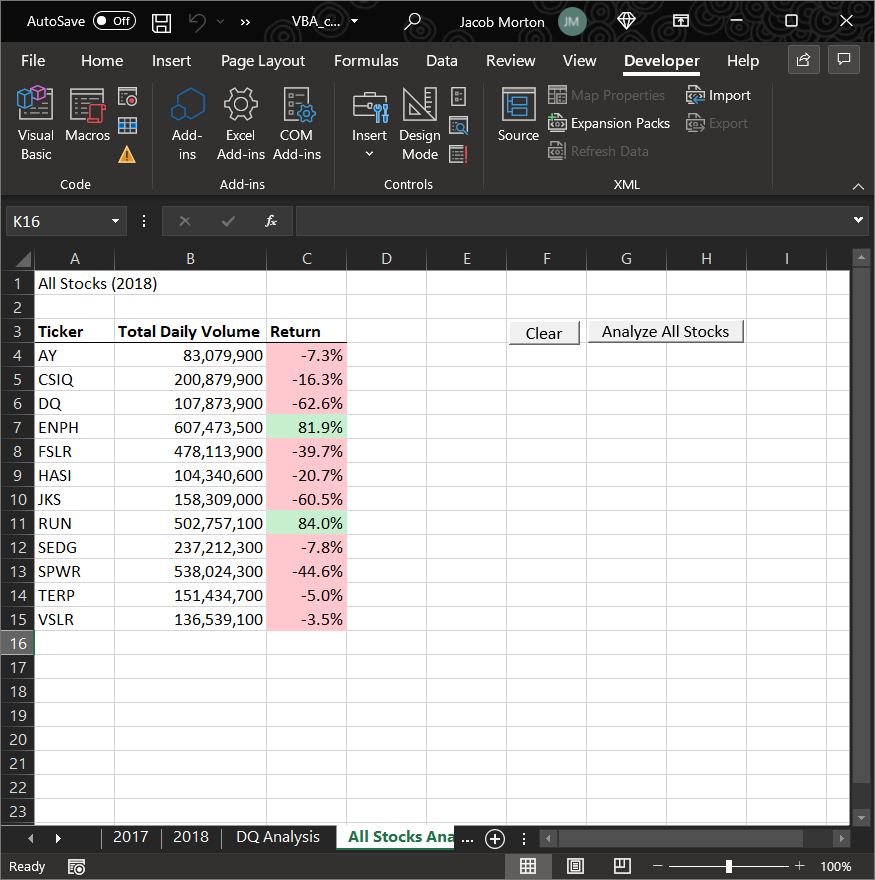 AutoSave Off VBA_c... Jacob Morton JM
File Home Insert Page Layout Formulas Data Review View Developer Help
Visual Basic Macros Add-ins Excel Add-ins COM Add-ins Insert Design Mode Source Map Properties Expansion Packs Refresh Data Import Export
Code Add-ins Controls XML
K16 fx
A B C D E F G H I
1 All Stocks (2018)
2
3 Ticker Total Daily Volume Return Clear Analyze All Stocks
4 AY 83,079,900 -7.3%
5 CSIQ 200,879,900 -16.3%
6 DQ 107,873,900 -62.6%
7 ENPH 607,473,500 81.9%
8 FSLR 478,113,900 -39.7%
9 HASI 104,340,600 -20.7%
10 JKS 158,309,000 -60.5%
11 RUN 502,757,100 84.0%
12 SEDG 237,212,300 -7.8%
13 SPWR 538,024,300 -44.6%
14 TERP 151,434,700 -5.0%
15 VSLR 136,539,100 -3.5%
16
17
18
19
20
21
22
23
2017 2018 DQ Analysis All Stocks Ana ...
Ready 100%